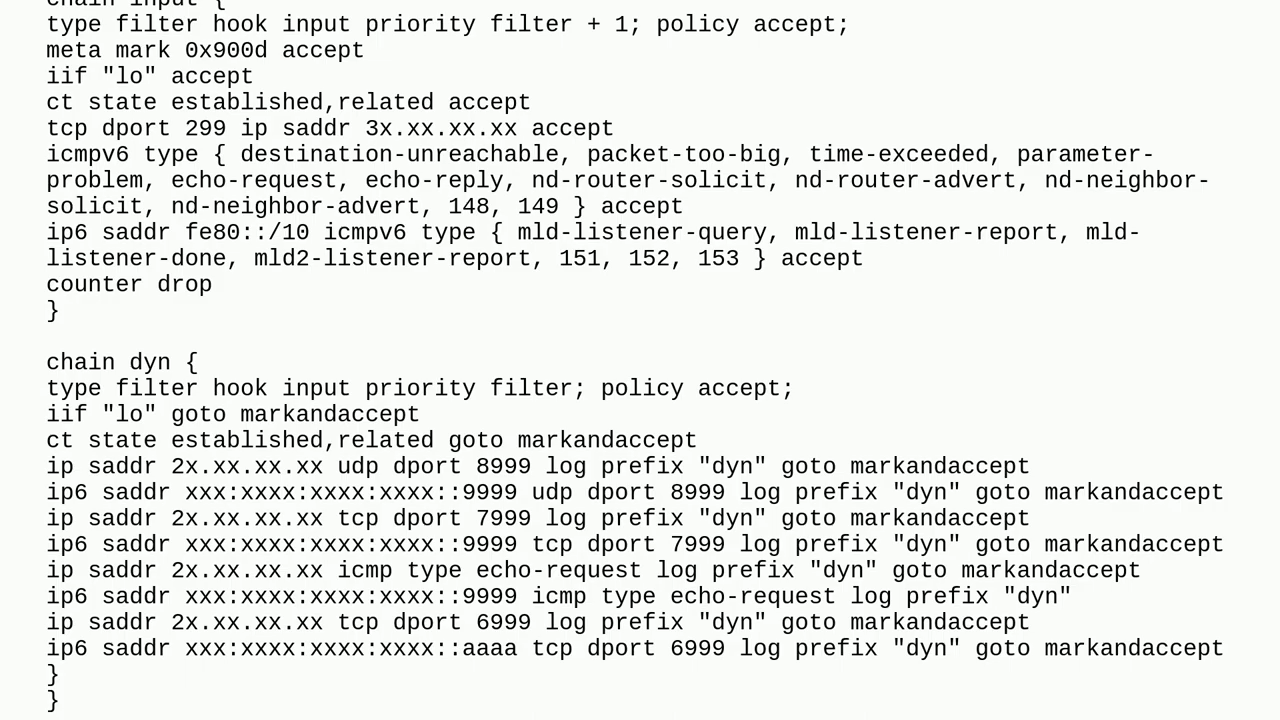 chain input {
type filter hook input priority filter + 1; policy accept;
meta mark 0x900d accept
iif "lo" accept
ct state established,related accept
tcp dport 299 ip saddr 3x.xx.xx.xx accept
icmpv6 type { destination-unreachable, packet-too-big, time-exceeded, parameter-
problem, echo-request, echo-reply, nd-router-solicit, nd-router-advert, nd-neighbor-
solicit, nd-neighbor-advert, 148, 149 } accept
ip6 saddr fe80::/10 icmpv6 type { mld-listener-query, mld-listener-report, mld-
listener-done, mld2-listener-report, 151, 152, 153 } accept
counter drop
}
chain dyn {
type filter hook input priority filter; policy accept;
iif "lo" goto markandaccept
ct state established,related goto markandaccept
ip saddr 2x.xx.xx.xx udp dport 8999 log prefix "dyn" goto markandaccept
ip6 saddr xxx:xxxx:xxxx:xxxx::9999 udp dport 8999 log prefix "dyn" goto markandaccept
ip saddr 2x.xx.xx.xx tcp dport 7999 log prefix "dyn" goto markandaccept
ip6 saddr xxx:xxxx:xxxx:xxxx::9999 tcp dport 7999 log prefix "dyn" goto markandaccept
ip saddr 2x.xx.xx.xx icmp type echo-request log prefix "dyn" goto markandaccept
ip6 saddr xxx:xxxx:xxxx:xxxx::9999 icmp type echo-request log prefix "dyn"
ip saddr 2x.xx.xx.xx tcp dport 6999 log prefix "dyn" goto markandaccept
ip6 saddr xxx:xxxx:xxxx:xxxx::aaaa tcp dport 6999 log prefix "dyn" goto markandaccept
}
}